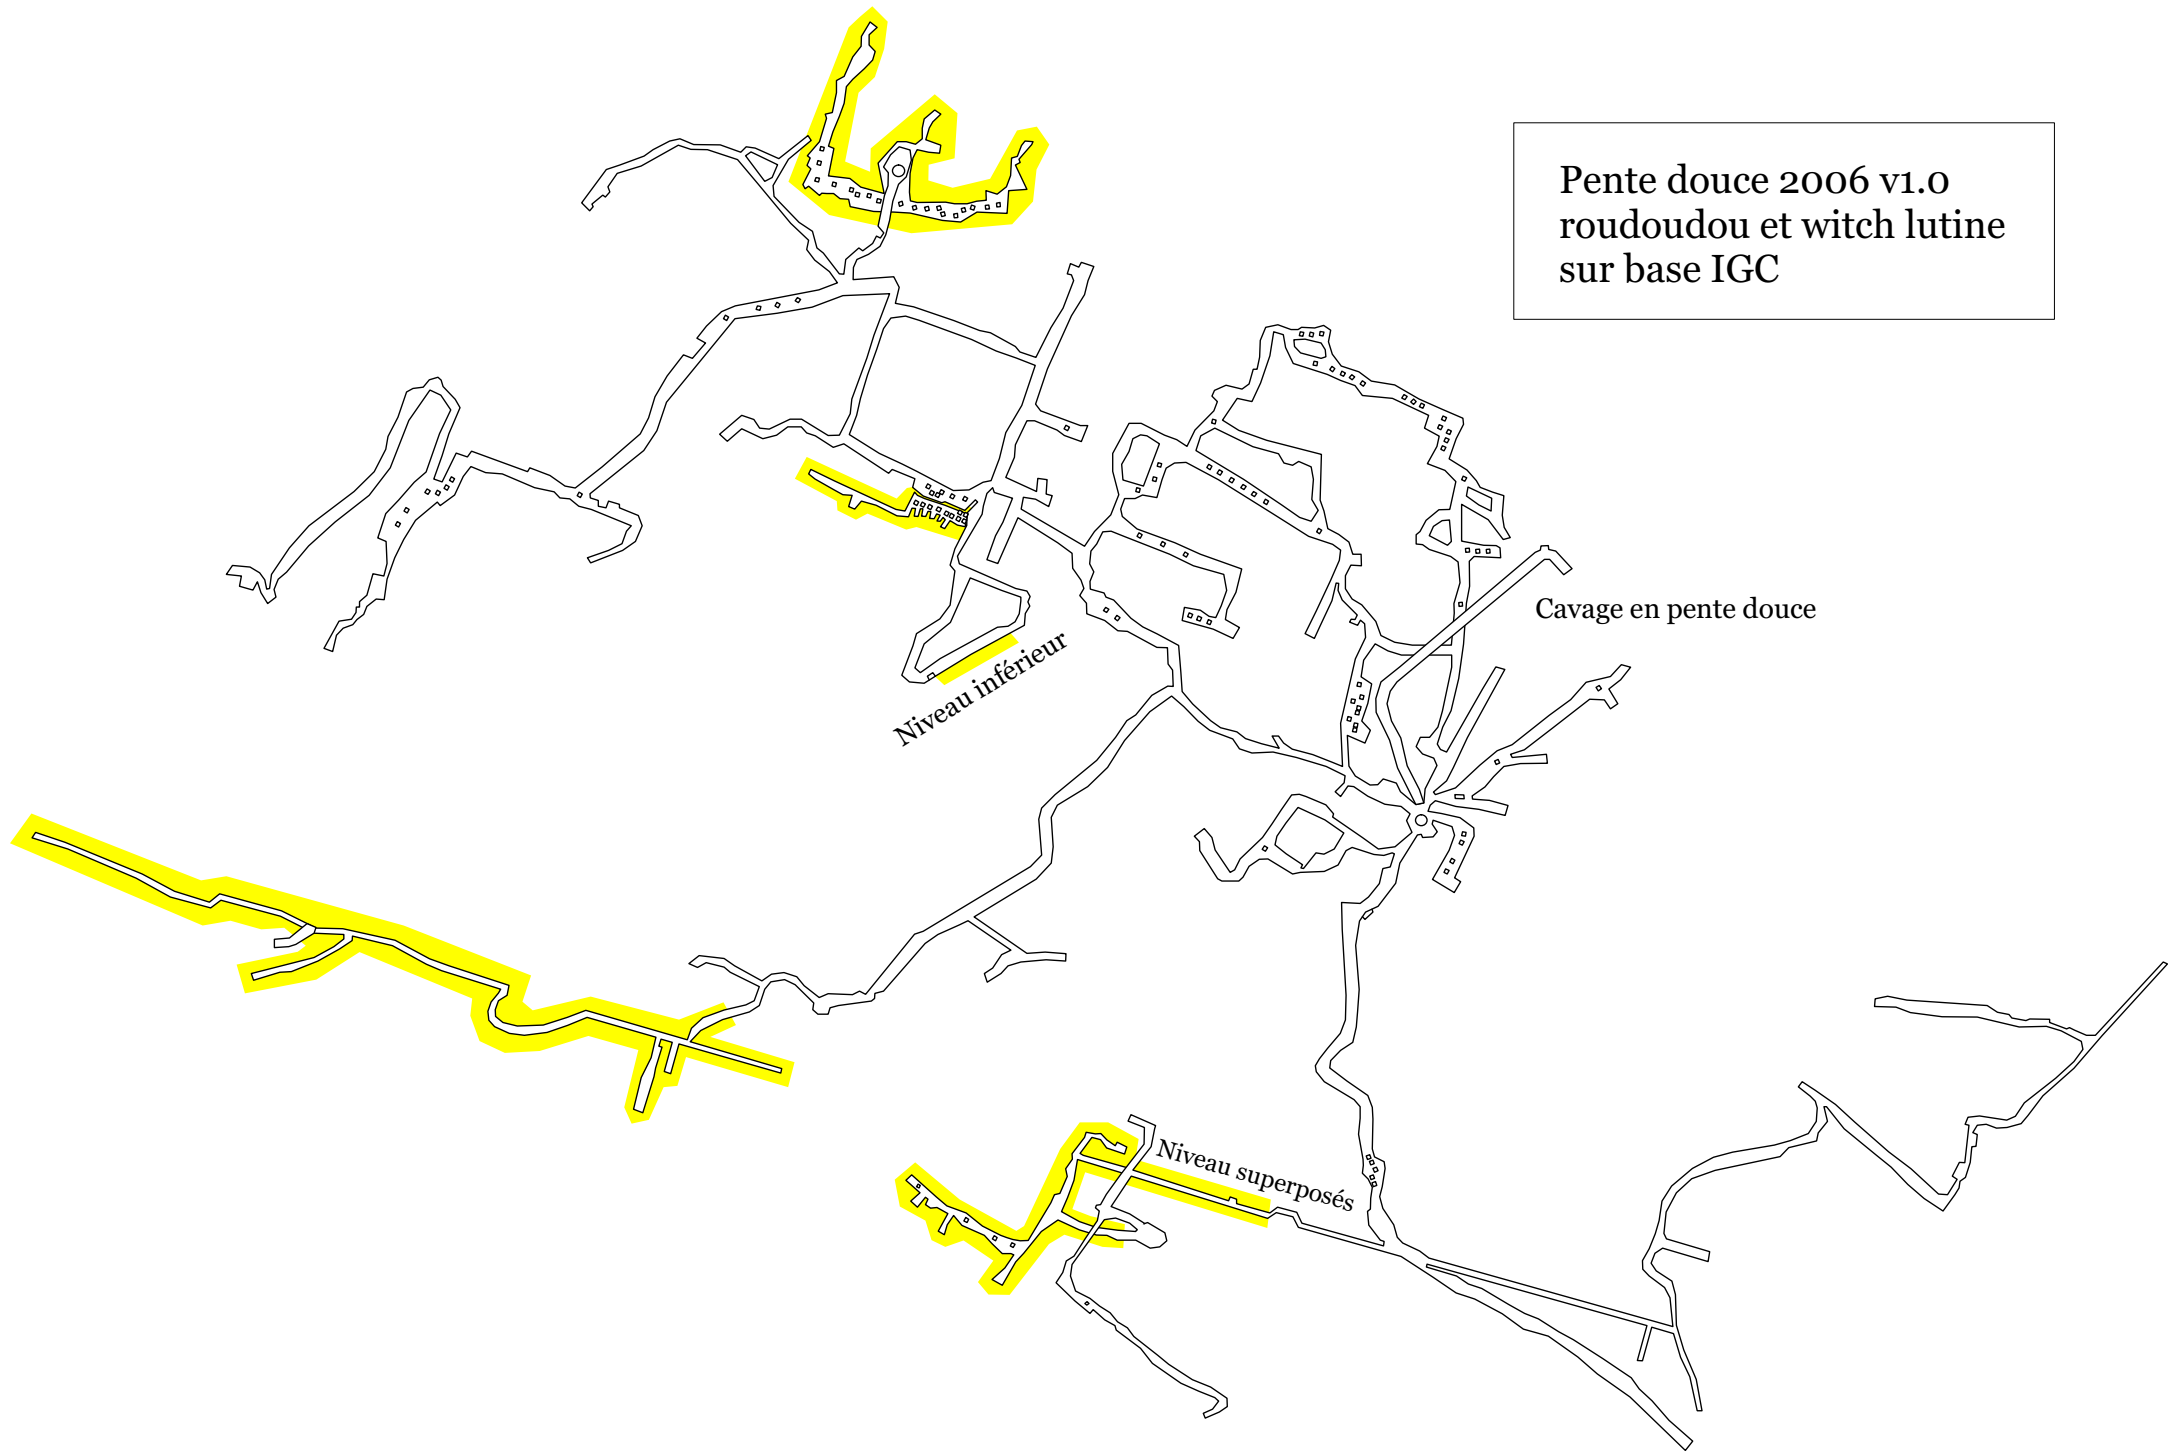 Pente douce 2006 v1.0
roudoudou et witch lutine
sur base IGC
Cavage en pente douce
Niveau inférieur
Niveau superposés